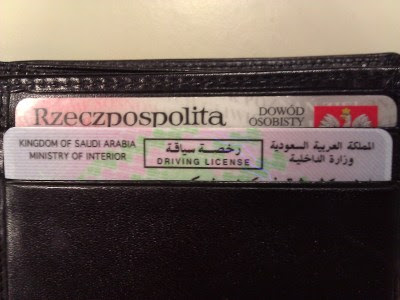 Rzeczpospolita
DOWÓD
OSOBISTY
KINGDOM OF SAUDI ARABIA
MINISTRY OF INTERIOR
رخصة سياقة
DRIVING LICENSE
المملكة العربية السعودية
وزارة الداخلية